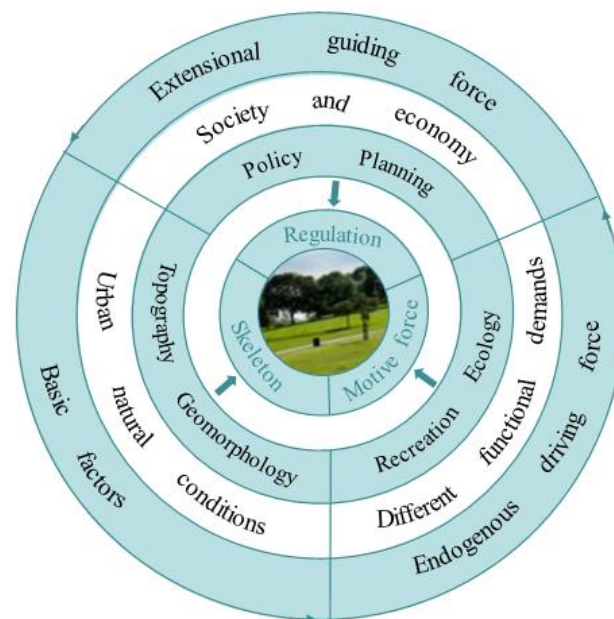 Extensional guiding force
Society and economy
Policy Planning
Regulation
Basic factors
Urban natural conditions
Topography Geomorphology
Skeleton
Endogenous driving force
Different functional demands
Recreation Ecology
Motive force